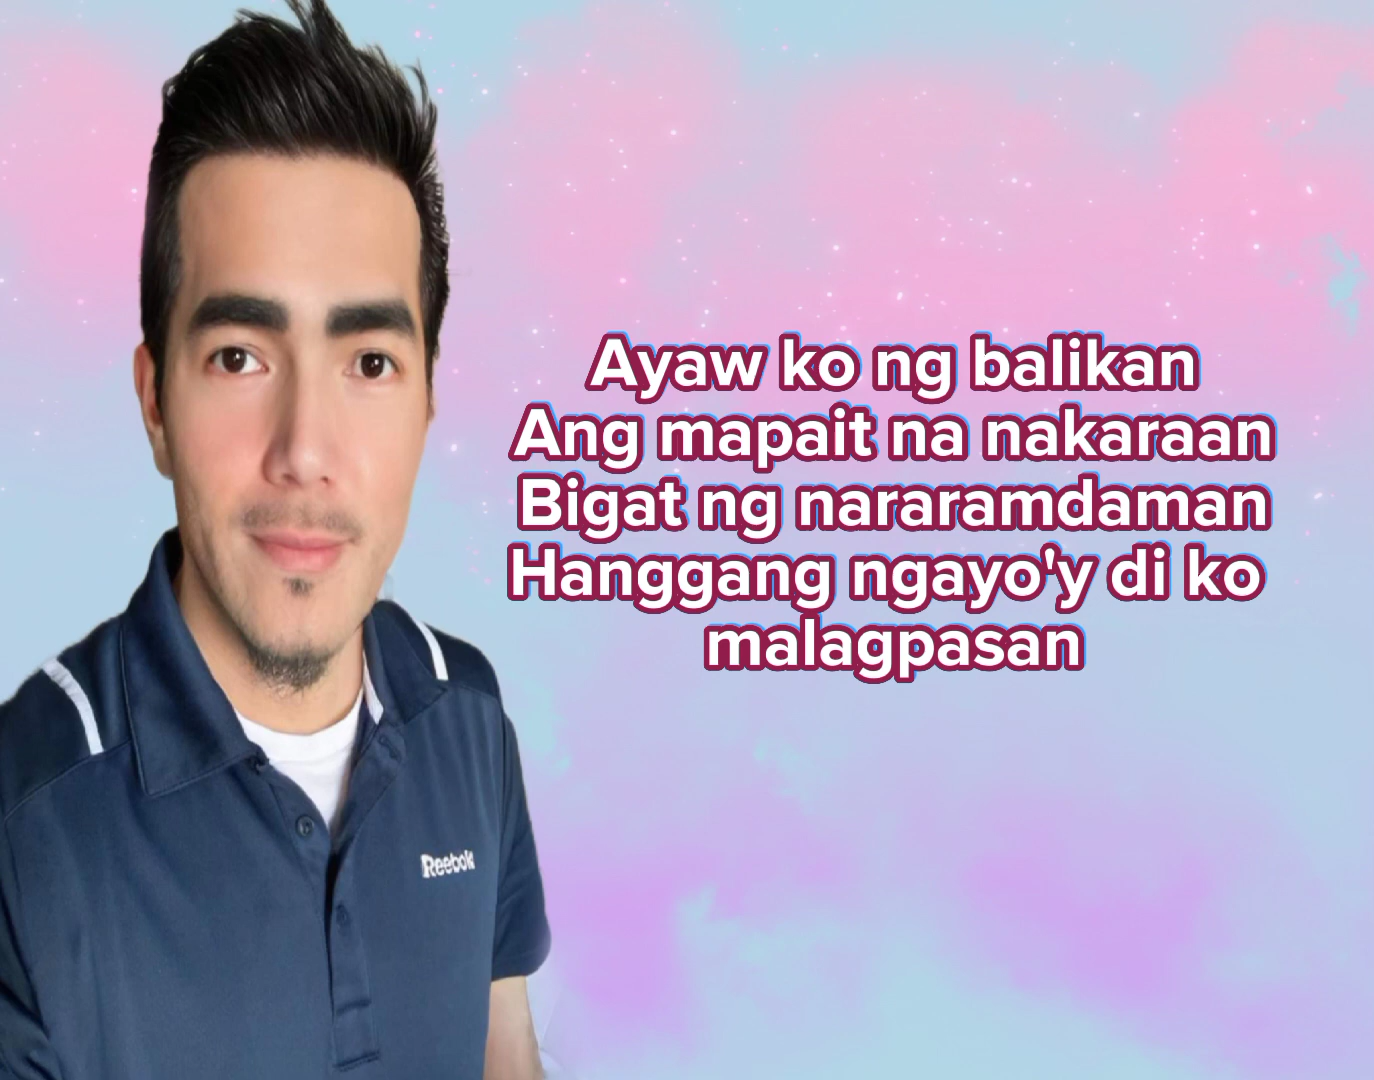 Ayaw ko ng balikan
Ang mapait na nakaraan
Bigat ng nararamdaman
Hanggang ngayo'y di ko
malagpasan
Reebok